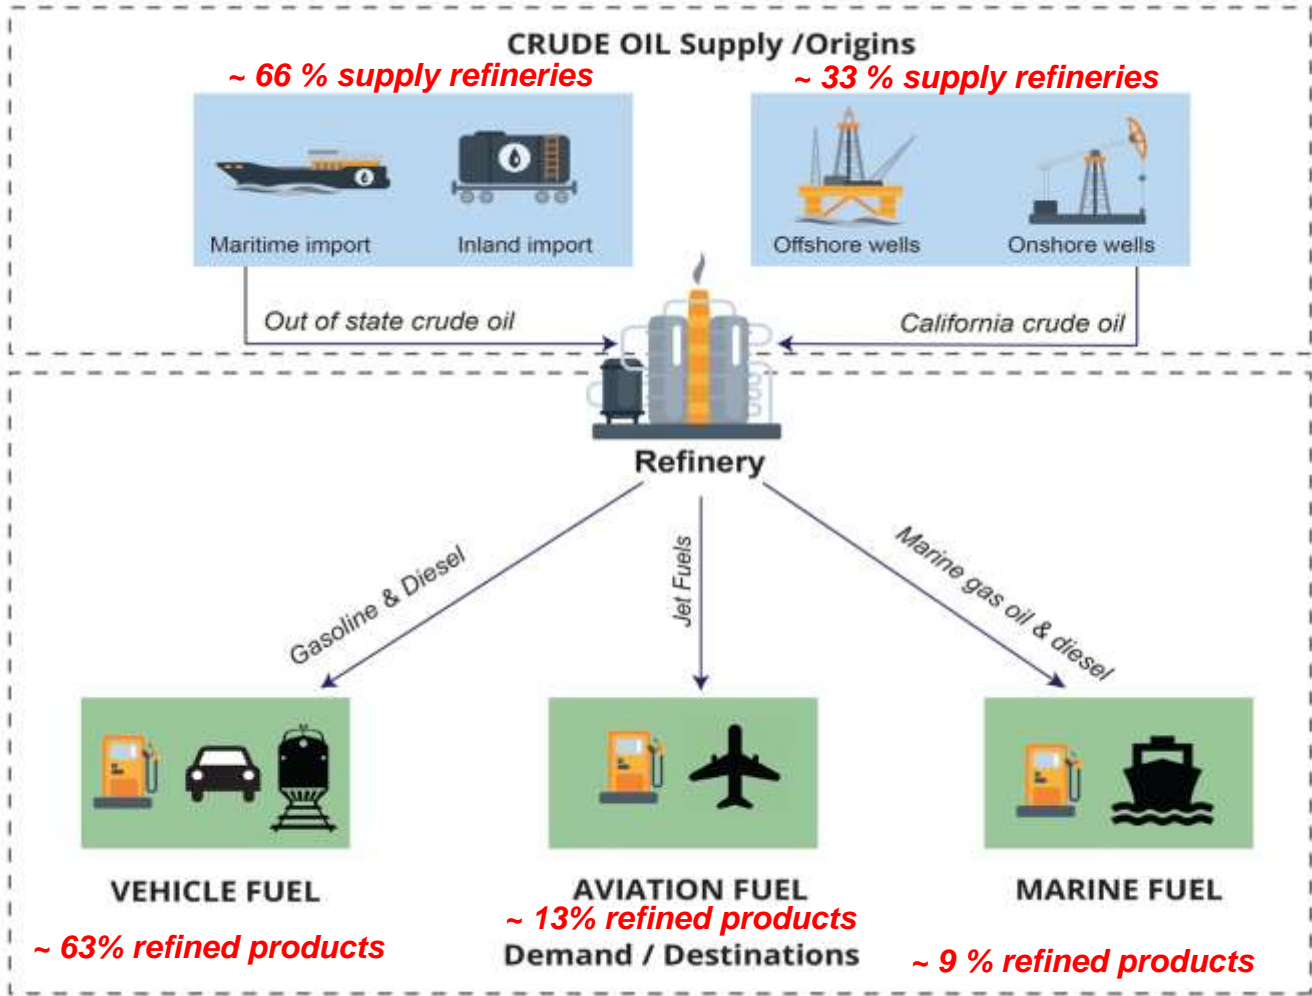 CRUDE OIL Supply /Origins
~ 66 % supply refineries
~ 33 % supply refineries
Maritime import
Inland import
Offshore wells
Onshore wells
Out of state crude oil
California crude oil
Refinery
Gasoline & Diesel
Jet Fuels
Marine gas oil & diesel
VEHICLE FUEL
AVIATION FUEL
MARINE FUEL
~ 63% refined products
~ 13% refined products
~ 9 % refined products
Demand / Destinations